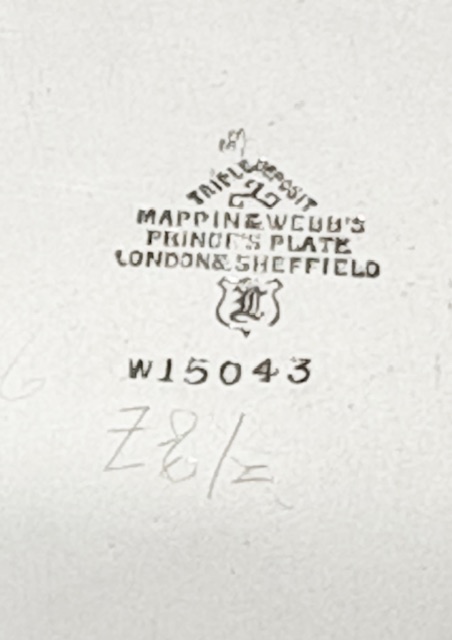 TRIPLE DEPOSIT
MAPPIN & WEBB'S
PRINCE'S PLATE
LONDON & SHEFFIELD
L
W15043